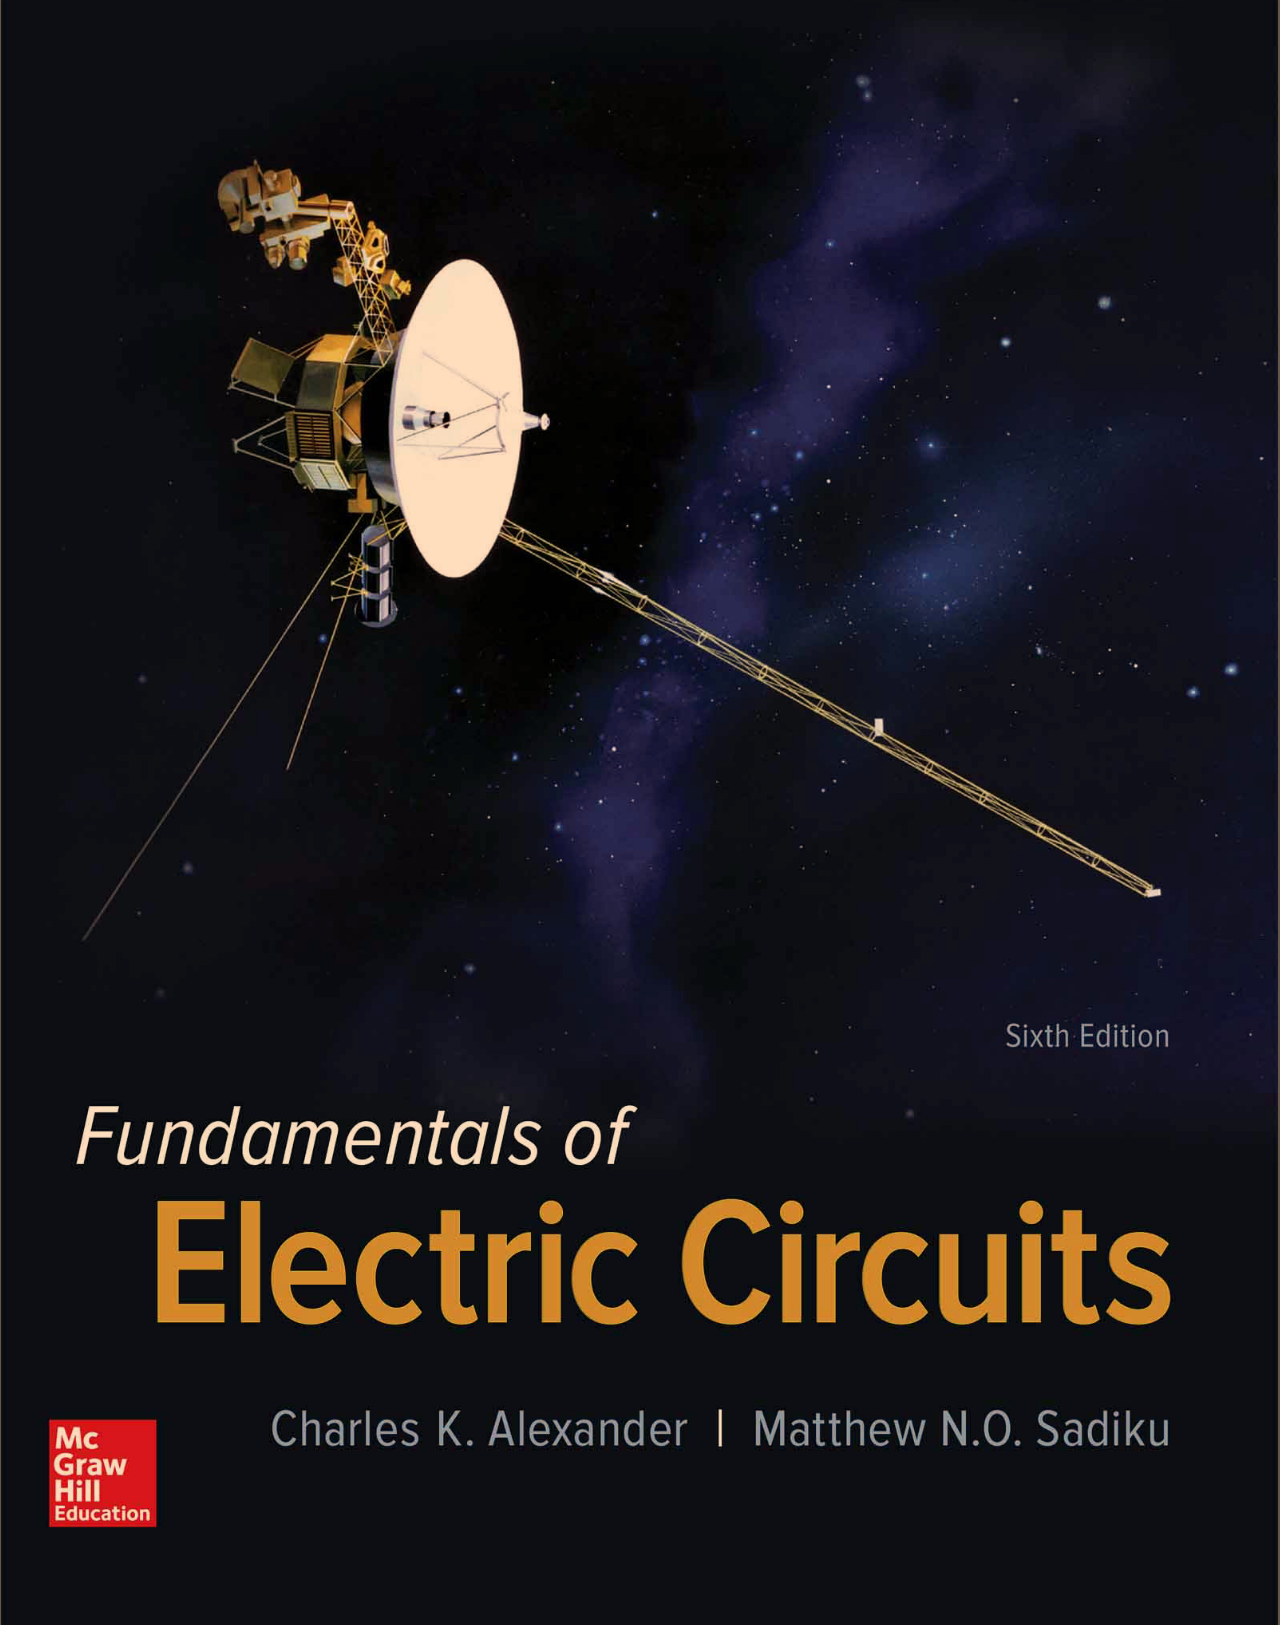 Sixth Edition
Fundamentals of
Electric Circuits
Charles K. Alexander | Matthew N.O. Sadiku
Mc
Graw
Hill
Education